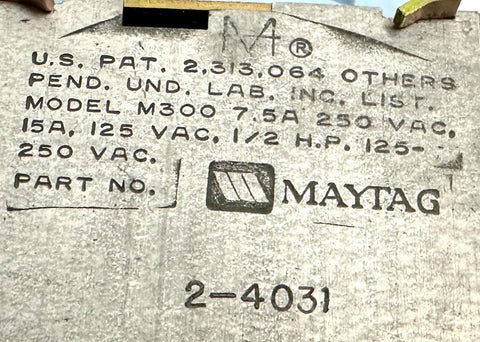 M ®
U.S. PAT. 2,313,064 OTHERS
PEND. UND. LAB. INC. LIST.
MODEL M300 7.5A 250 VAC,
15A, 125 VAC, 1/2 H.P. 125-
250 VAC.
PART NO.
MAYTAG
2-4031